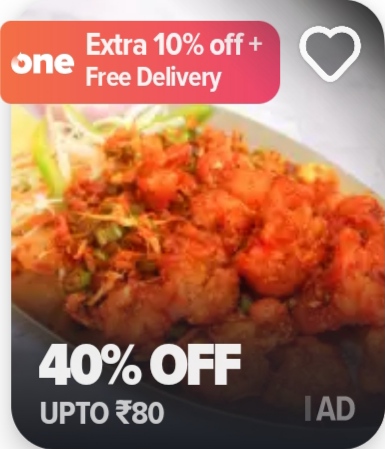 one
Extra 10% off +
Free Delivery
40% OFF
UPTO ₹80
AD